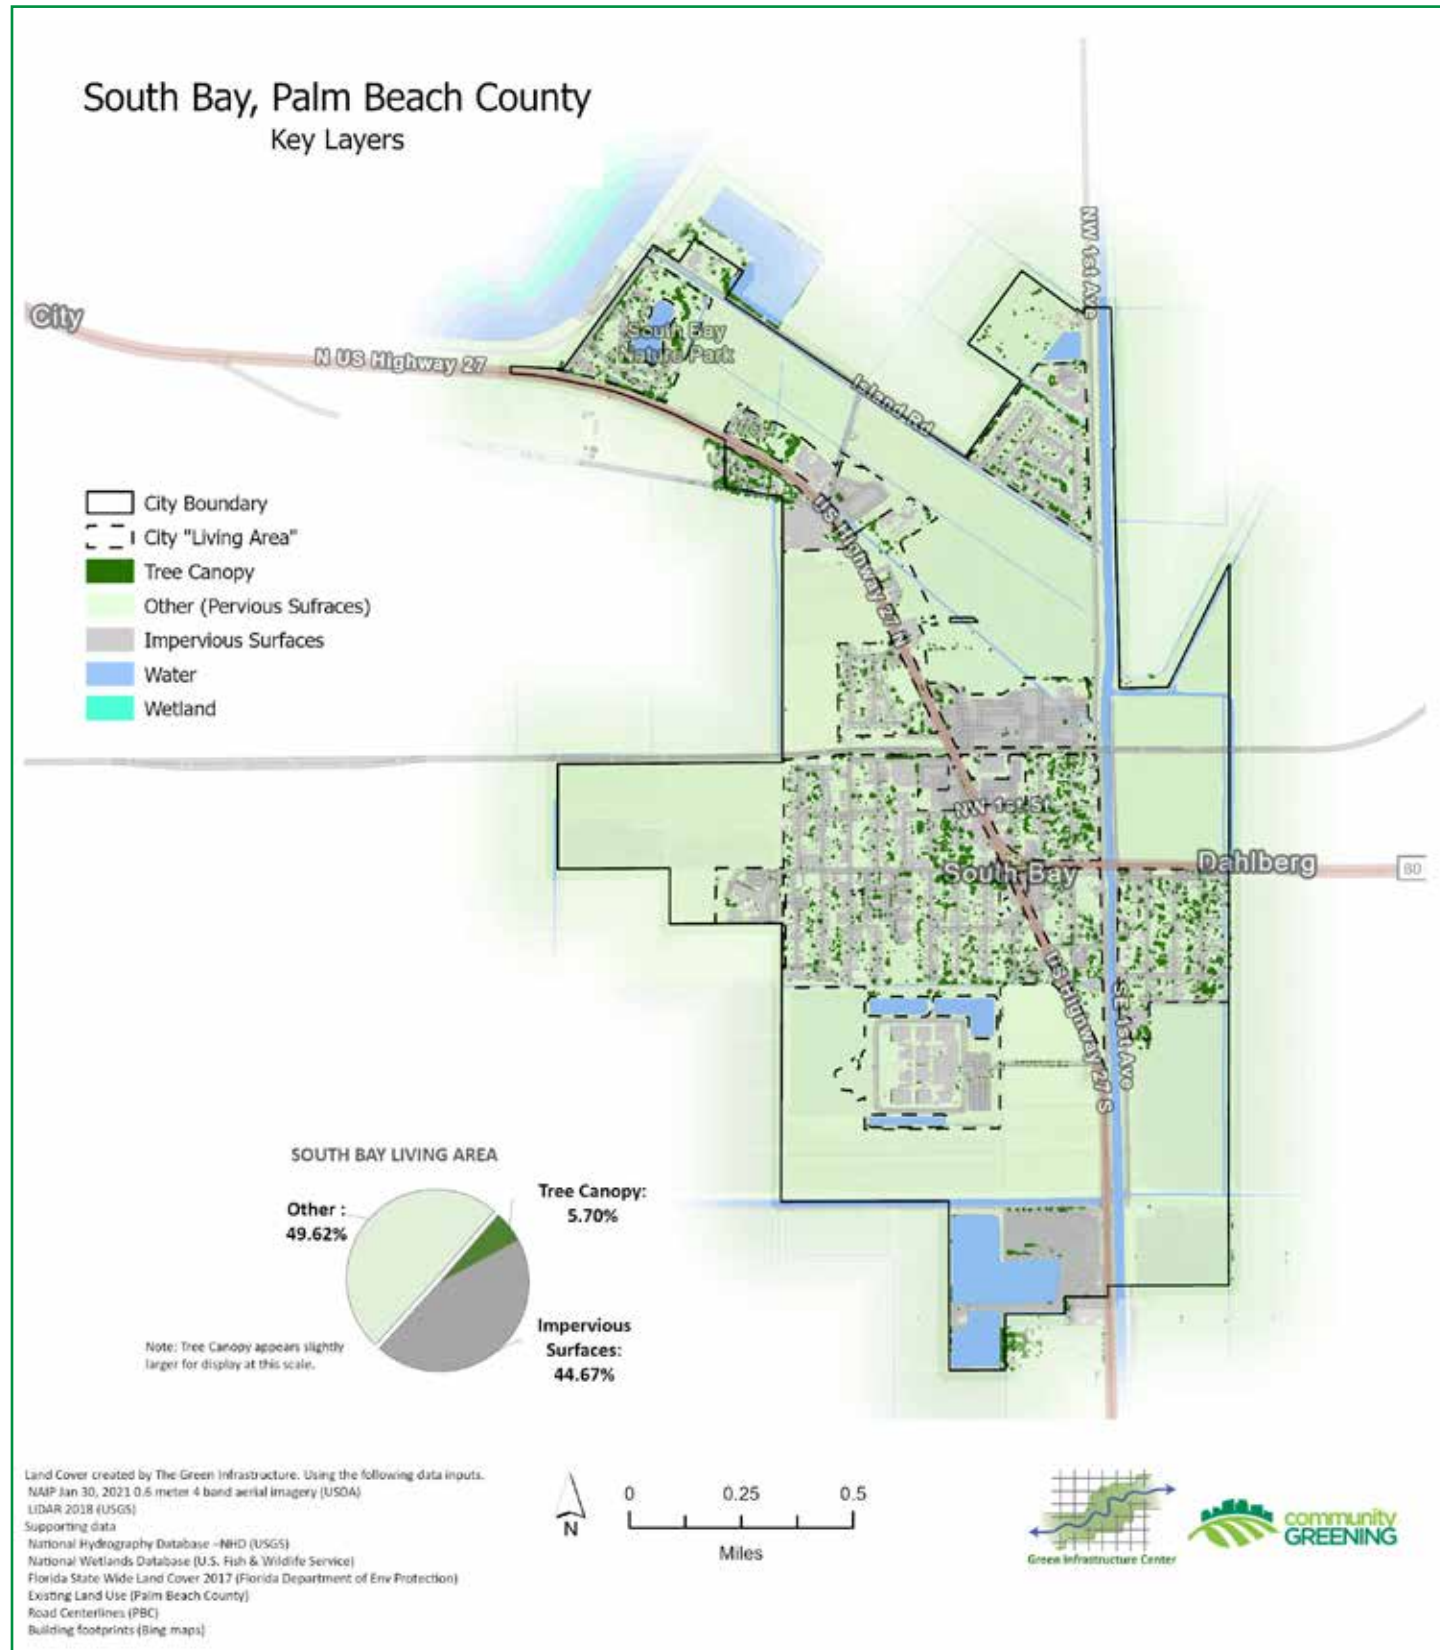 South Bay, Palm Beach County
Key Layers
NW 1st Ave
City
N US Highway 27
South Bay
Nature Park
Island Rd
City Boundary
City "Living Area"
Tree Canopy
Other (Pervious Sufraces)
Impervious Surfaces
Water
Wetland
US Highway 27 N
NW 1st St
South Bay
Dahlberg
80
US Highway 27 S
SE 1st Ave
SOUTH BAY LIVING AREA
Other :
49.62%
Tree Canopy:
5.70%
Impervious
Surfaces:
44.67%
Note: Tree Canopy appears slightly
larger for display at this scale.
Land Cover created by The Green Infrastructure. Using the following data inputs.
NAIP Jan 30, 2021 0.6 meter 4 band aerial imagery (USDA)
LIDAR 2018 (USGS)
Supporting data
National Hydrography Database –NHD (USGS)
National Wetlands Database (U.S. Fish & Wildlife Service)
Florida State Wide Land Cover 2017 (Florida Department of Env Protection)
Existing Land Use (Palm Beach County)
Road Centerlines (PBC)
Building footprints (Bing maps)
N
0 0.25 0.5
Miles
Green Infrastructure Center
community
GREENING